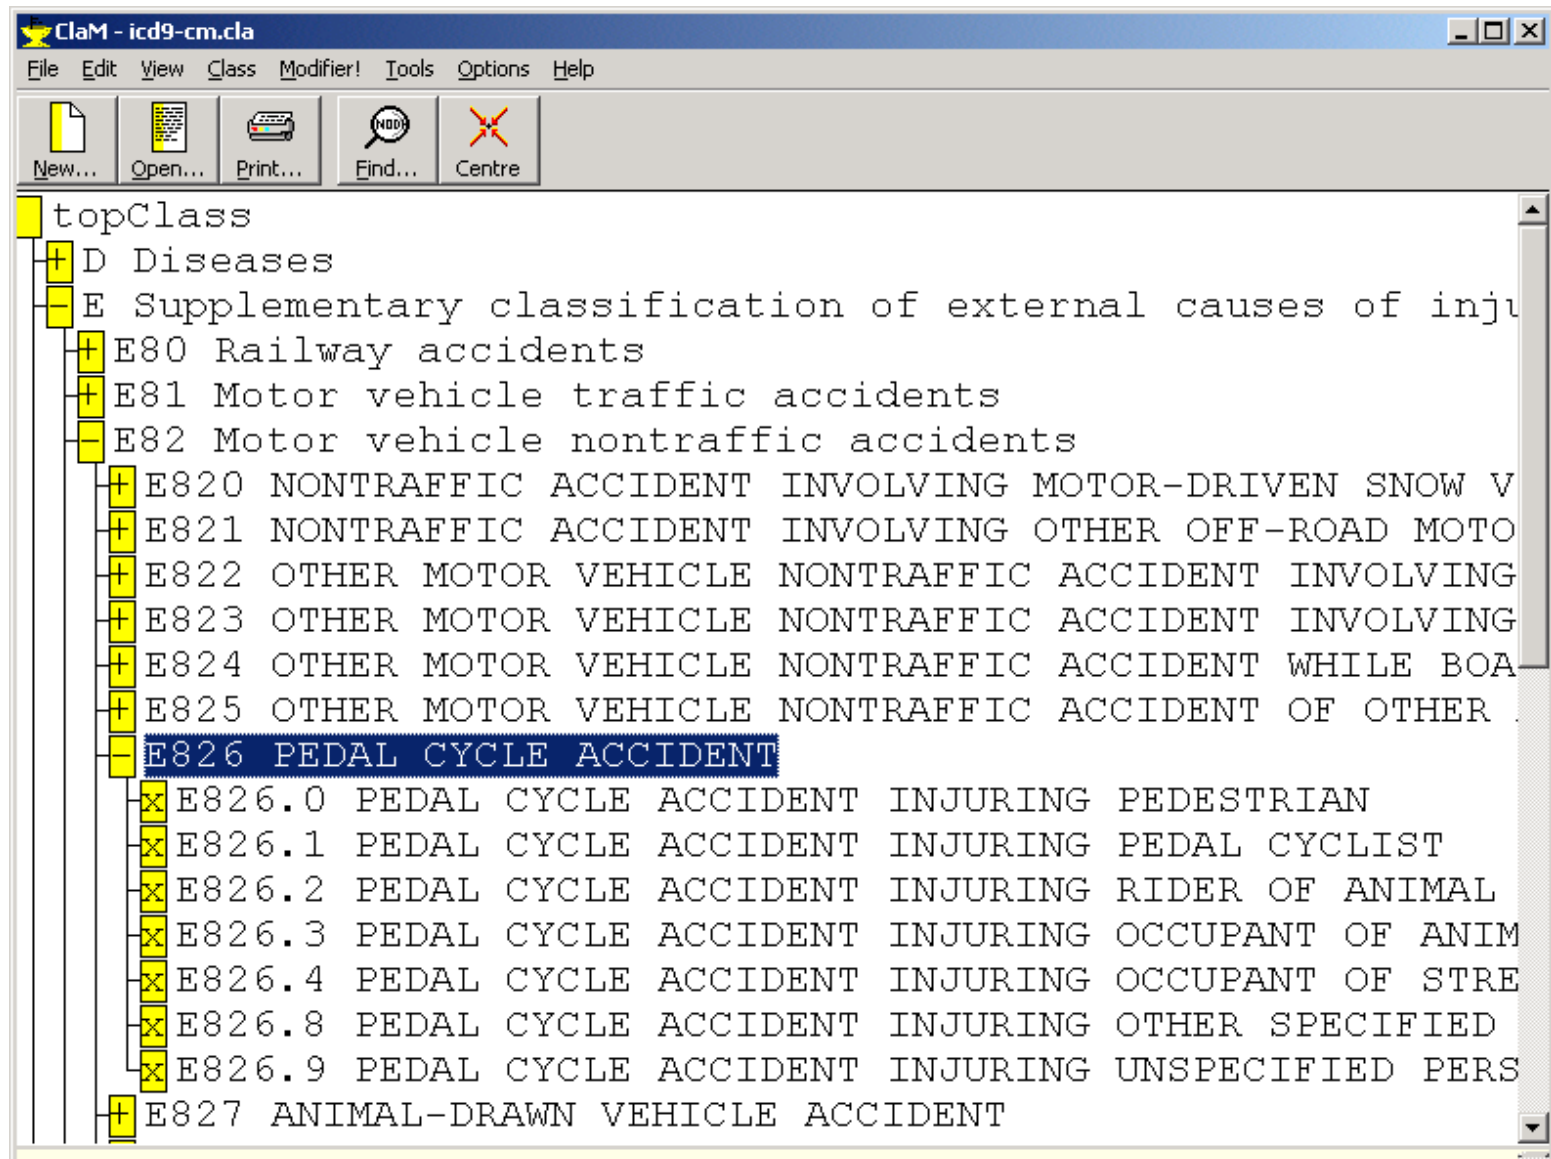 ClaM - icd9-cm.cla
File Edit View Class Modifier! Tools Options Help
New... Open... Print... Find... Centre
topClass
D Diseases
E Supplementary classification of external causes of inju
E80 Railway accidents
E81 Motor vehicle traffic accidents
E82 Motor vehicle nontraffic accidents
E820 NONTRAFFIC ACCIDENT INVOLVING MOTOR-DRIVEN SNOW V
E821 NONTRAFFIC ACCIDENT INVOLVING OTHER OFF-ROAD MOTO
E822 OTHER MOTOR VEHICLE NONTRAFFIC ACCIDENT INVOLVING
E823 OTHER MOTOR VEHICLE NONTRAFFIC ACCIDENT INVOLVING
E824 OTHER MOTOR VEHICLE NONTRAFFIC ACCIDENT WHILE BOA
E825 OTHER MOTOR VEHICLE NONTRAFFIC ACCIDENT OF OTHER
E826 PEDAL CYCLE ACCIDENT
E826.0 PEDAL CYCLE ACCIDENT INJURING PEDESTRIAN
E826.1 PEDAL CYCLE ACCIDENT INJURING PEDAL CYCLIST
E826.2 PEDAL CYCLE ACCIDENT INJURING RIDER OF ANIMAL
E826.3 PEDAL CYCLE ACCIDENT INJURING OCCUPANT OF ANIM
E826.4 PEDAL CYCLE ACCIDENT INJURING OCCUPANT OF STRE
E826.8 PEDAL CYCLE ACCIDENT INJURING OTHER SPECIFIED
E826.9 PEDAL CYCLE ACCIDENT INJURING UNSPECIFIED PERS
E827 ANIMAL-DRAWN VEHICLE ACCIDENT